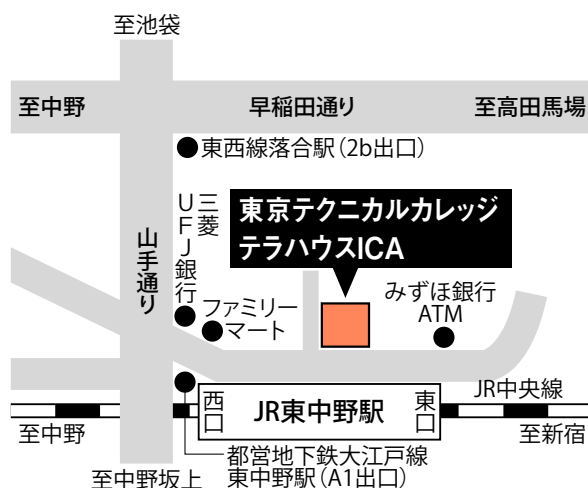 至池袋
至中野
早稲田通り
至高田馬場
東西線落合駅（2b出口）
山手通り
三菱
UFJ銀行
東京テクニカルカレッジ
テラハウスICA
ファミリー
マート
みずほ銀行
ATM
JR中央線
西口
JR東中野駅
東口
至中野
至新宿
都営地下鉄大江戸線
東中野駅（A1出口）
至中野坂上